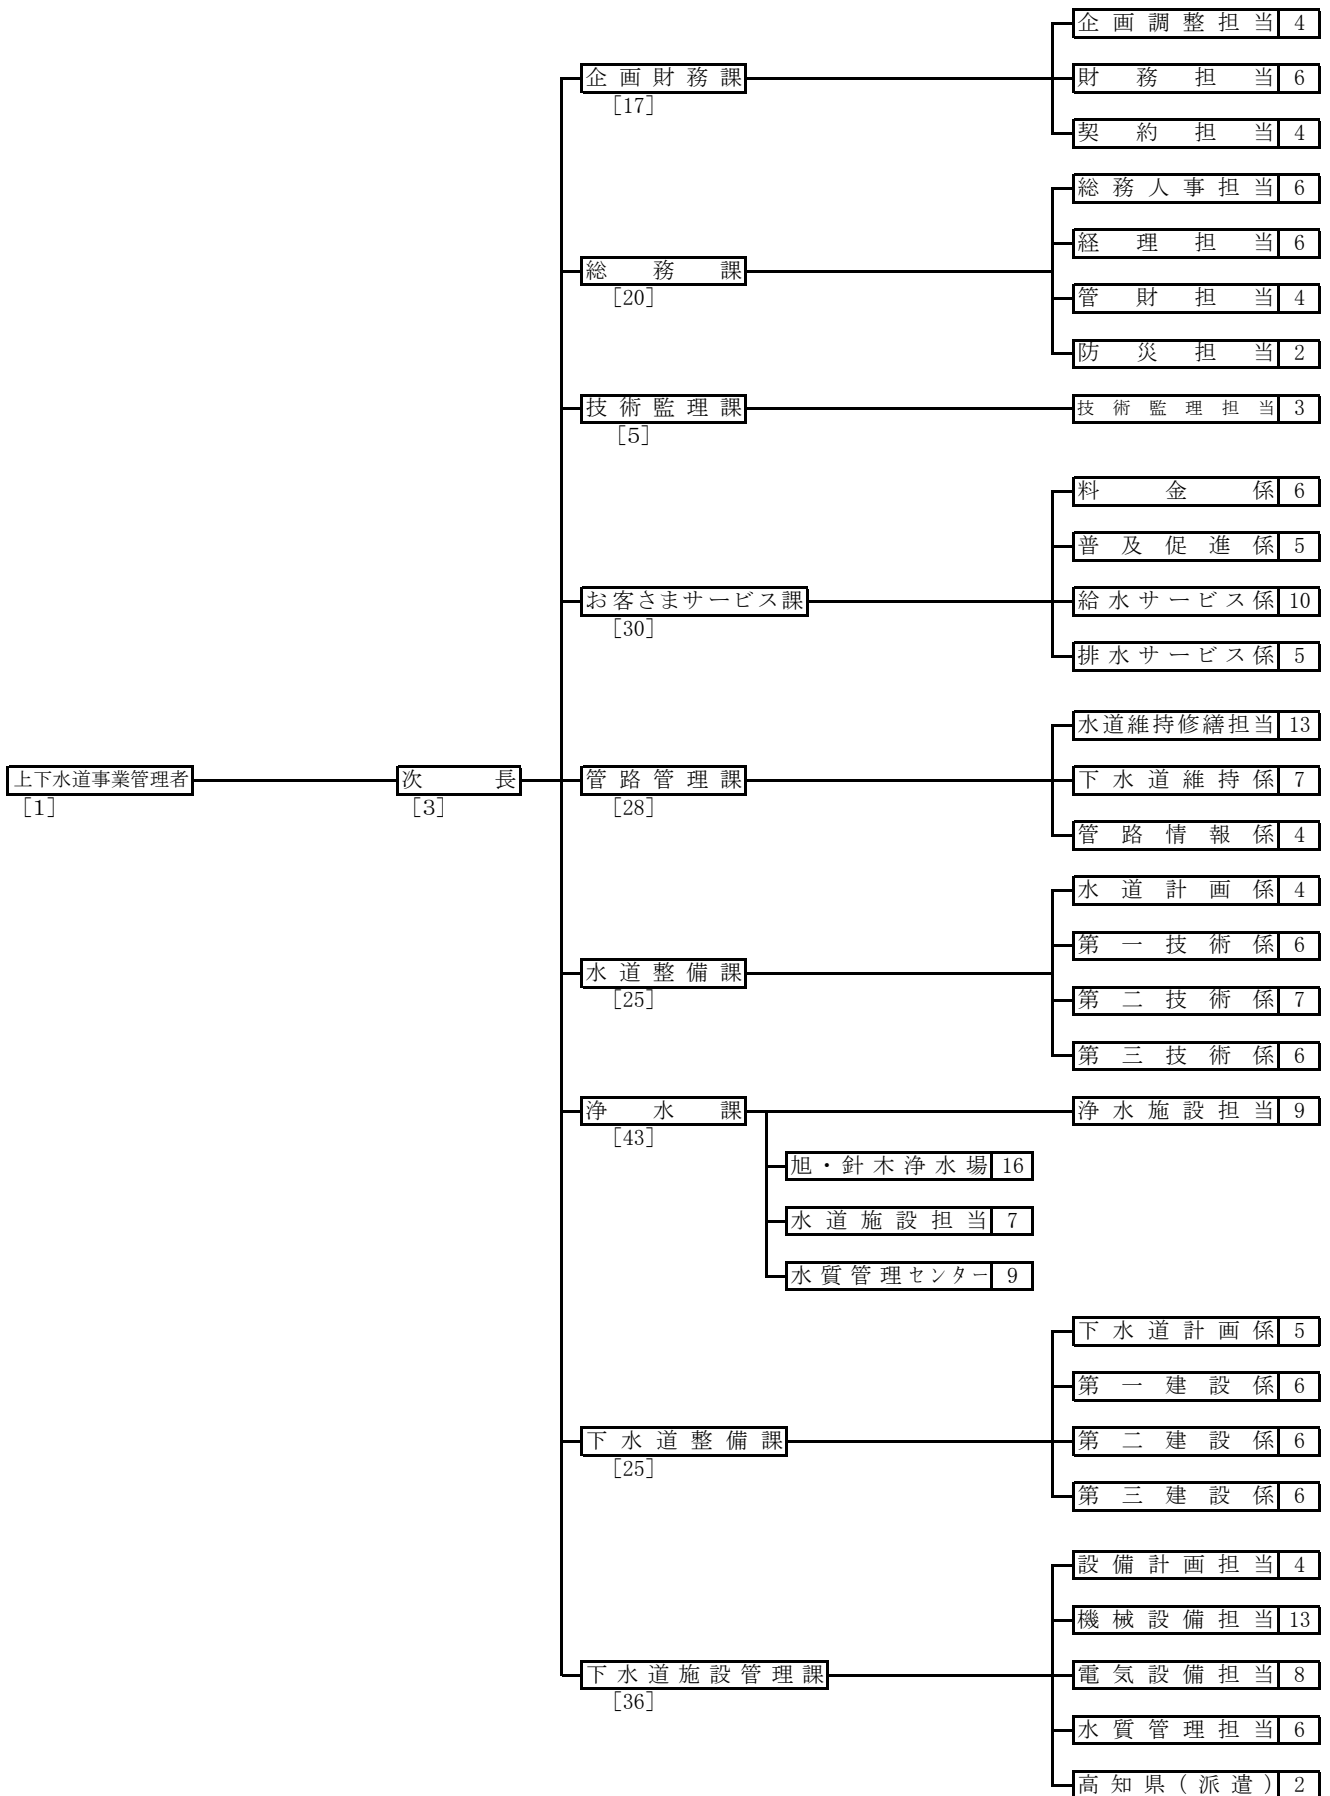 企画調整担当 4
企画財務課
財務担当 6
[17]
契約担当 4
総務人事担当 6
経理担当 6
総務課
[20]
管財担当 4
防災担当 2
技術監理課
技術監理担当 3
[5]
料金係 6
普及促進係 5
お客さまサービス課
給水サービス係 10
[30]
排水サービス係 5
水道維持修繕担当 13
上下水道事業管理者
[1]
次長
[3]
管路管理課
下水道維持係 7
[28]
管路情報係 4
水道計画係 4
第一技術係 6
水道整備課
[25]
第二技術係 7
第三技術係 6
浄水課
浄水施設担当 9
[43]
旭・針木浄水場 16
水道施設担当 7
水質管理センター 9
下水道計画係 5
第一建設係 6
下水道整備課
第二建設係 6
[25]
第三建設係 6
設備計画担当 4
機械設備担当 13
下水道施設管理課
電気設備担当 8
[36]
水質管理担当 6
高知県(派遣) 2